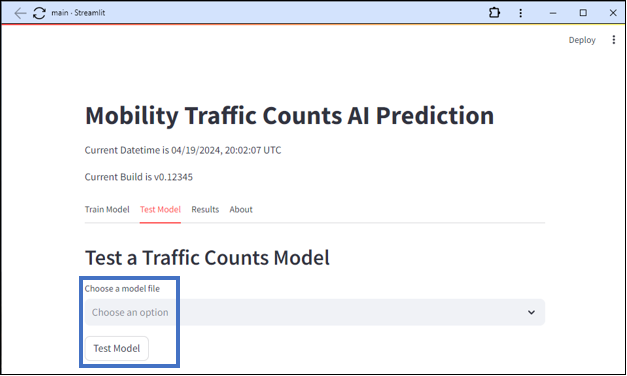 main - Streamlit
Deploy
Mobility Traffic Counts AI Prediction
Current Datetime is 04/19/2024, 20:02:07 UTC
Current Build is v0.12345
Train Model Test Model Results About
Test a Traffic Counts Model
Choose a model file
Choose an option
Test Model